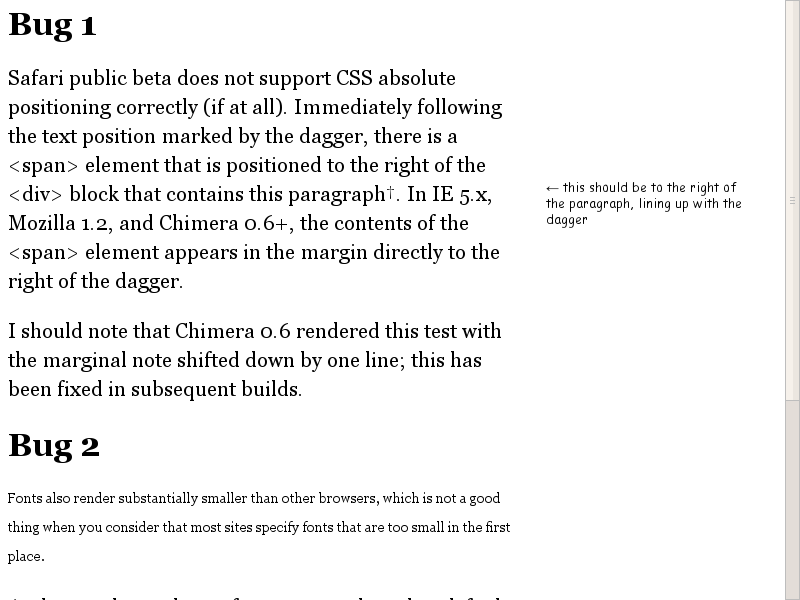 Bug 1
Safari public beta does not support CSS absolute
positioning correctly (if at all). Immediately following
the text position marked by the dagger, there is a
<span> element that is positioned to the right of the
<div> block that contains this paragraph†. In IE 5.x,
Mozilla 1.2, and Chimera 0.6+, the contents of the
<span> element appears in the margin directly to the
right of the dagger.
← this should be to the right of
the paragraph, lining up with the
dagger
I should note that Chimera 0.6 rendered this test with
the marginal note shifted down by one line; this has
been fixed in subsequent builds.
Bug 2
Fonts also render substantially smaller than other browsers, which is not a good
thing when you consider that most sites specify fonts that are too small in the first
place.